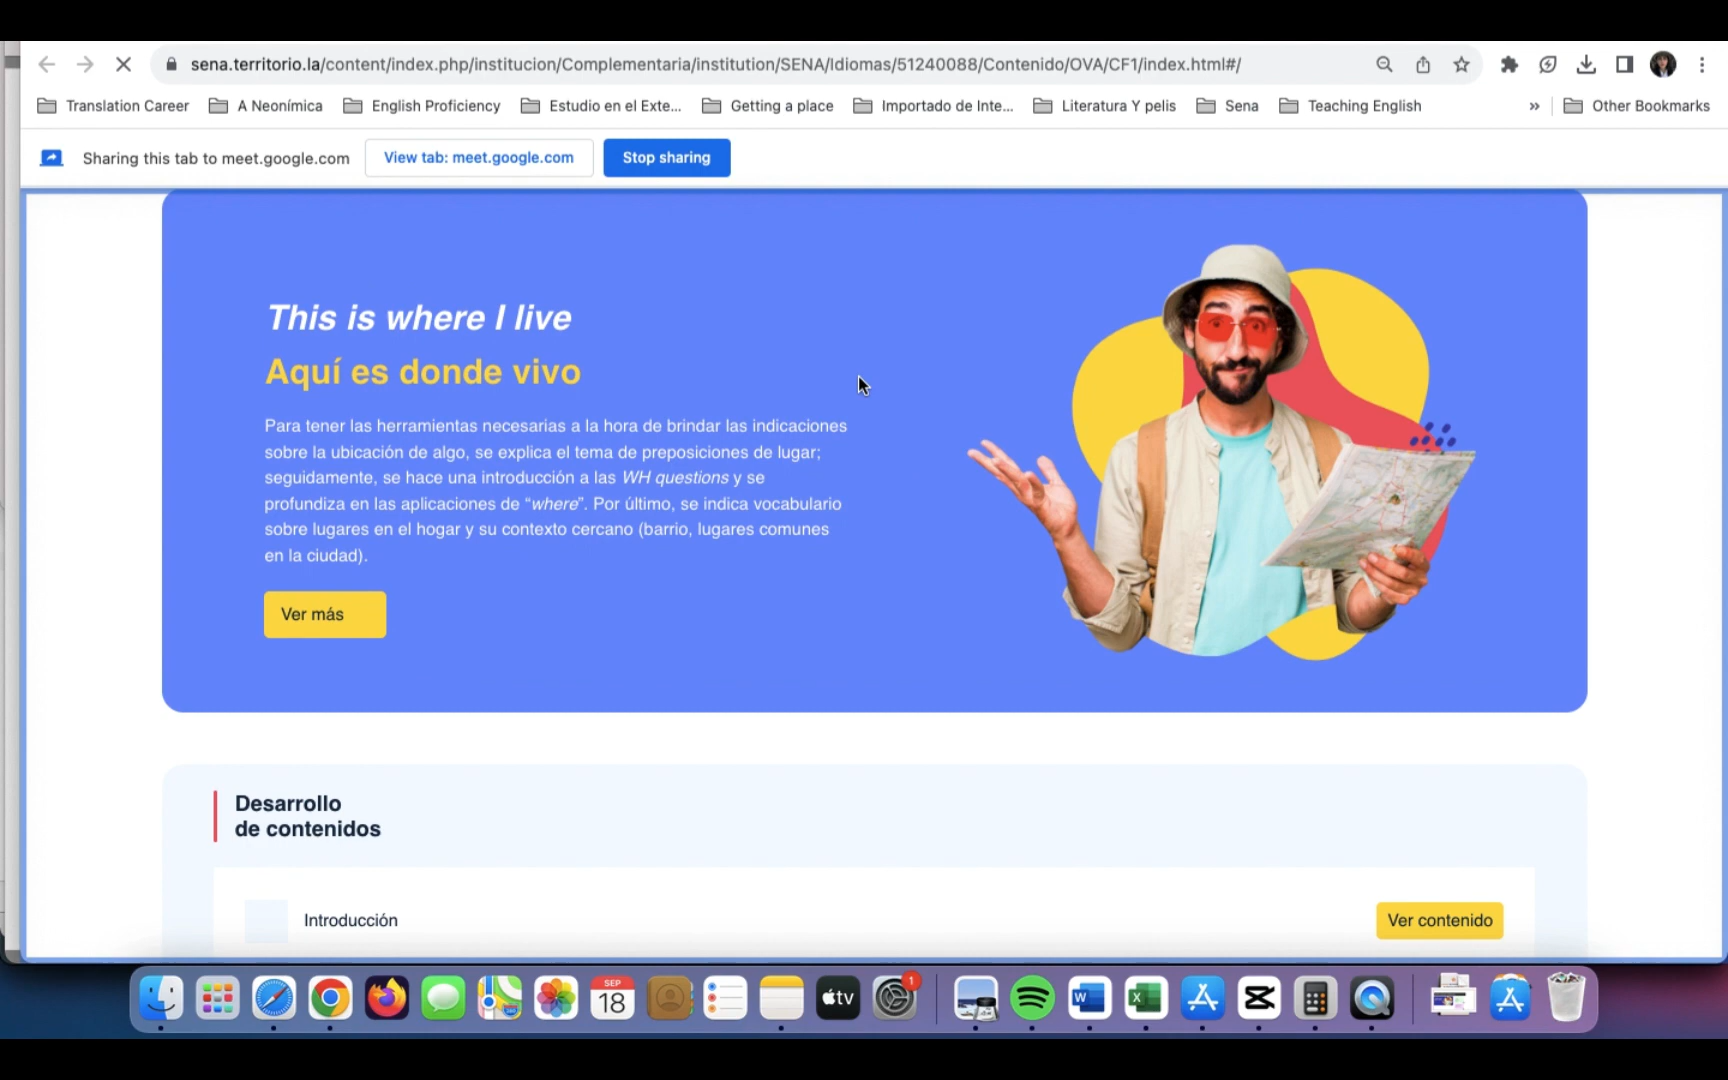 sena.territorio.la/content/index.php/institucion/Complementaria/institution/SENA/Idiomas/51240088/Contenido/OVA/CF1/index.html#/
Translation Career A Neonímica English Proficiency Estudio en el Exte... Getting a place Importado de Inte... Literatura Y pelis Sena Teaching English » Other Bookmarks
Sharing this tab to meet.google.com View tab: meet.google.com Stop sharing
This is where I live
Aquí es donde vivo
Para tener las herramientas necesarias a la hora de brindar las indicaciones
sobre la ubicación de algo, se explica el tema de preposiciones de lugar;
seguidamente, se hace una introducción a las WH questions y se
profundiza en las aplicaciones de “where”. Por último, se indica vocabulario
sobre lugares en el hogar y su contexto cercano (barrio, lugares comunes
en la ciudad).
Ver más
Desarrollo
de contenidos
Introducción Ver contenido
SEP
18
tv
1
W
X